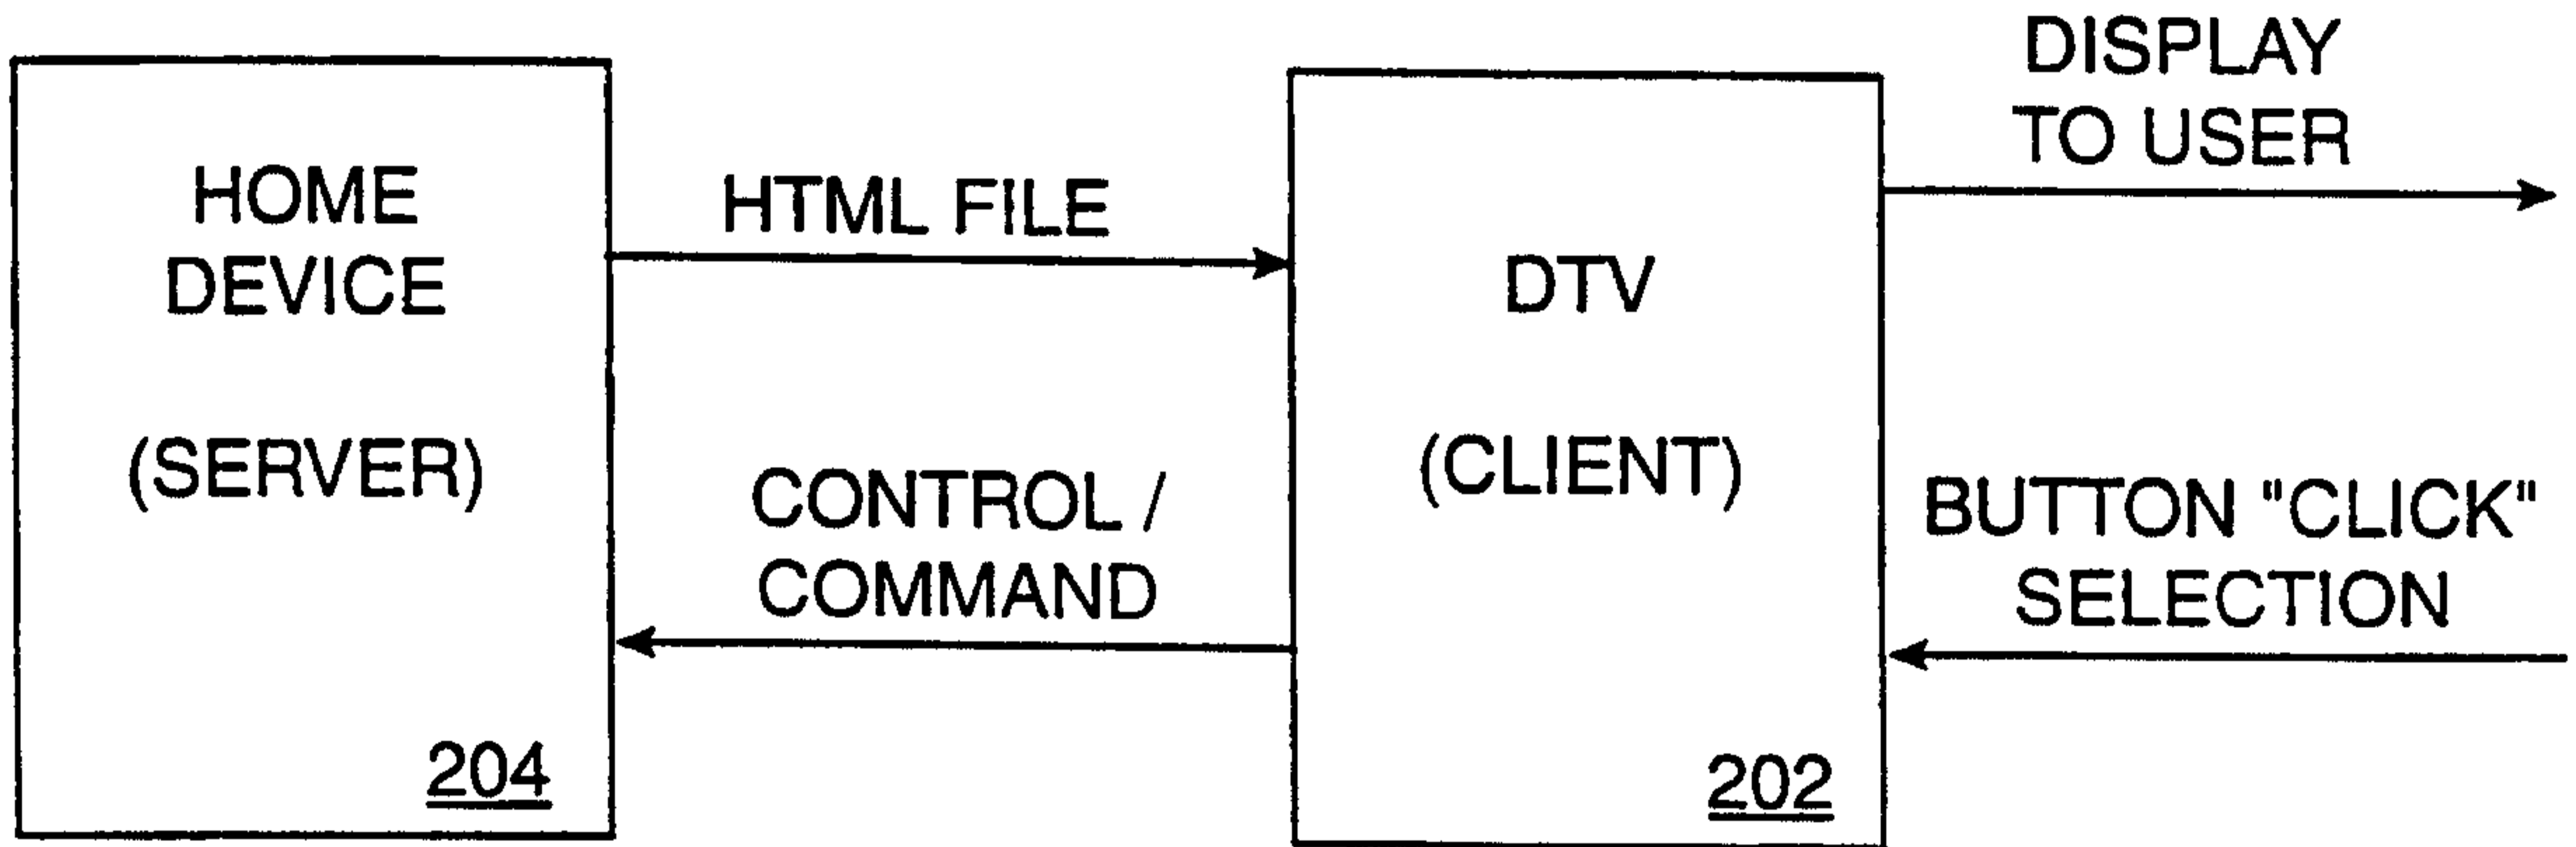 HOME
DEVICE
(SERVER)
204
HTML FILE
CONTROL /
COMMAND
DTV
(CLIENT)
202
DISPLAY
TO USER
BUTTON "CLICK"
SELECTION